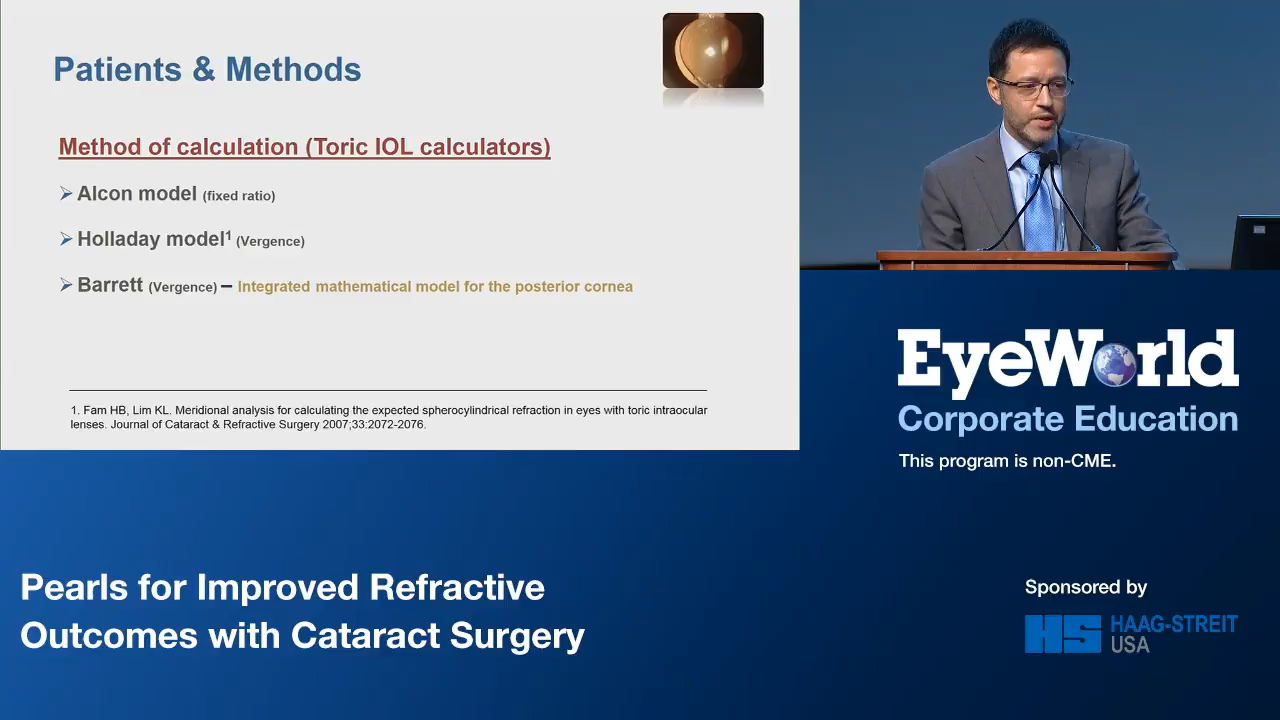 Patients & Methods
Method of calculation (Toric IOL calculators)
Alcon model (fixed ratio)
Holladay model¹ (Vergence)
Barrett (Vergence) – Integrated mathematical model for the posterior cornea
1. Fam HB, Lim KL. Meridional analysis for calculating the expected spherocylindrical refraction in eyes with toric intraocular
lenses. Journal of Cataract & Refractive Surgery 2007;33:2072-2076.
EyeWorld
Corporate Education
This program is non-CME.
Pearls for Improved Refractive
Outcomes with Cataract Surgery
Sponsored by
HS HAAG-STREIT
USA